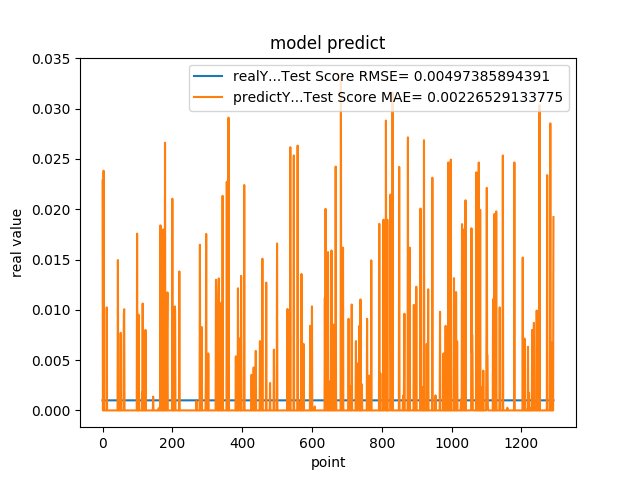 model predict
realY...Test Score RMSE= 0.00497385894391
predictY...Test Score MAE= 0.00226529133775
0.035
0.030
0.025
0.020
0.015
0.010
0.005
0.000
real value
0 200 400 600 800 1000 1200
point